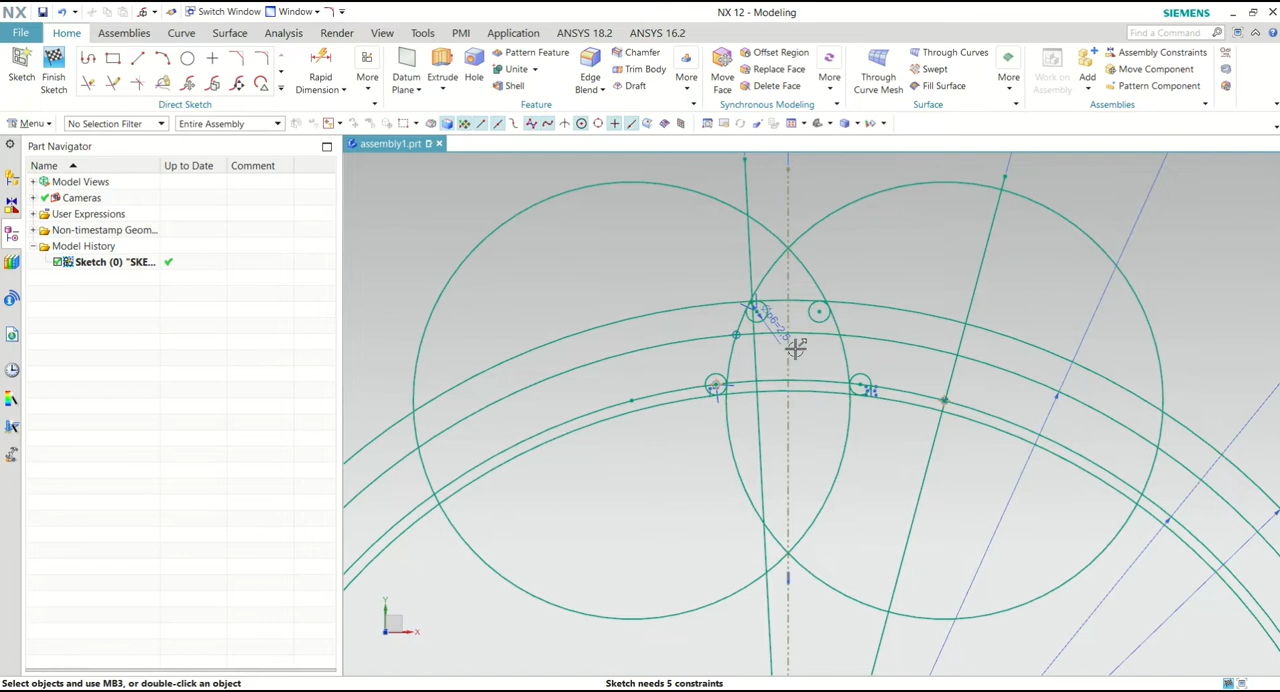 NX
Switch Window
Window
NX 12 - Modeling
SIEMENS
File
Home
Assemblies
Curve
Surface
Analysis
Render
View
Tools
PMI
Application
ANSYS 18.2
ANSYS 16.2
Find a Command
Sketch
Finish
Sketch
Rapid
Dimension
More
Direct Sketch
Datum
Plane
Extrude
Hole
Pattern Feature
Unite
Shell
Edge
Blend
Chamfer
Trim Body
Draft
More
Feature
Move
Face
Offset Region
Replace Face
Delete Face
More
Synchronous Modeling
Through
Curve Mesh
Through Curves
Swept
Fill Surface
More
Surface
Work on
Assembly
Add
Assembly Constraints
Move Component
Pattern Component
Assemblies
Menu
No Selection Filter
Entire Assembly
Part Navigator
assembly1.prt
Name
Up to Date
Comment
Model Views
Cameras
User Expressions
Non-timestamp Geom...
Model History
Sketch (0) "SKE...
Y
X
Select objects and use MB3, or double-click an object
Sketch needs 5 constraints